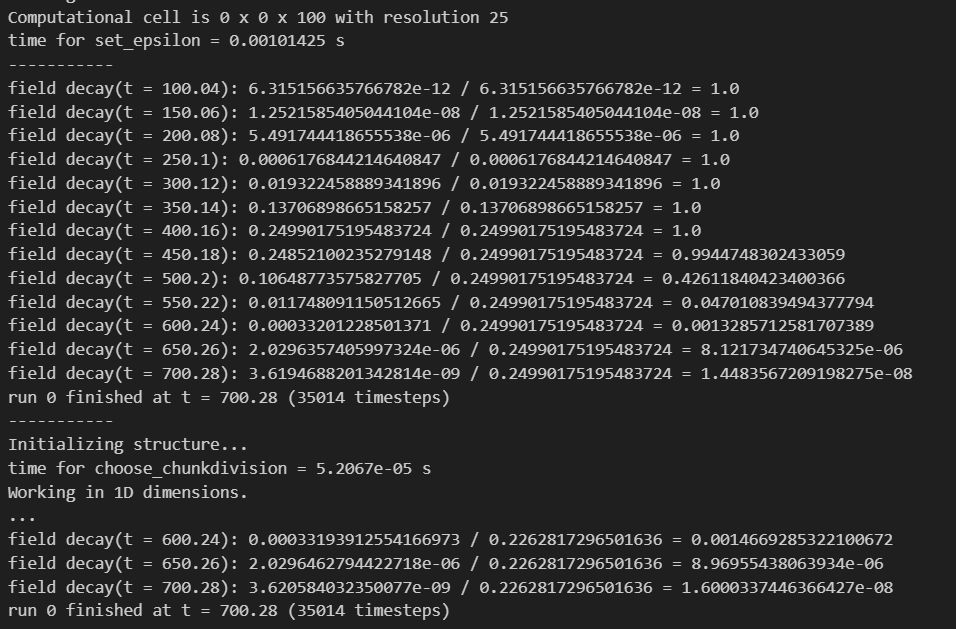 Computational cell is 0 x 0 x 100 with resolution 25
time for set_epsilon = 0.00101425 s
-----------
field decay(t = 100.04): 6.315156635766782e-12 / 6.315156635766782e-12 = 1.0
field decay(t = 150.06): 1.2521585405044104e-08 / 1.2521585405044104e-08 = 1.0
field decay(t = 200.08): 5.491744418655538e-06 / 5.491744418655538e-06 = 1.0
field decay(t = 250.1): 0.0006176844214640847 / 0.0006176844214640847 = 1.0
field decay(t = 300.12): 0.019322458889341896 / 0.019322458889341896 = 1.0
field decay(t = 350.14): 0.13706898665158257 / 0.13706898665158257 = 1.0
field decay(t = 400.16): 0.24990175195483724 / 0.24990175195483724 = 1.0
field decay(t = 450.18): 0.24852100235279148 / 0.24990175195483724 = 0.9944748302433059
field decay(t = 500.2): 0.10648773575827705 / 0.24990175195483724 = 0.42611840423400366
field decay(t = 550.22): 0.011748091150512665 / 0.24990175195483724 = 0.047010839494377794
field decay(t = 600.24): 0.00033201228501371 / 0.24990175195483724 = 0.0013285712581707389
field decay(t = 650.26): 2.0296357405997324e-06 / 0.24990175195483724 = 8.121734740645325e-06
field decay(t = 700.28): 3.6194688201342814e-09 / 0.24990175195483724 = 1.4483567209198275e-08
run 0 finished at t = 700.28 (35014 timesteps)
-----------
Initializing structure...
time for choose_chunkdivision = 5.2067e-05 s
Working in 1D dimensions.
...
field decay(t = 600.24): 0.00033193912554166973 / 0.2262817296501636 = 0.0014669285322100672
field decay(t = 650.26): 2.0296462794422718e-06 / 0.2262817296501636 = 8.96955438063934e-06
field decay(t = 700.28): 3.620584032350077e-09 / 0.2262817296501636 = 1.6000337446366427e-08
run 0 finished at t = 700.28 (35014 timesteps)